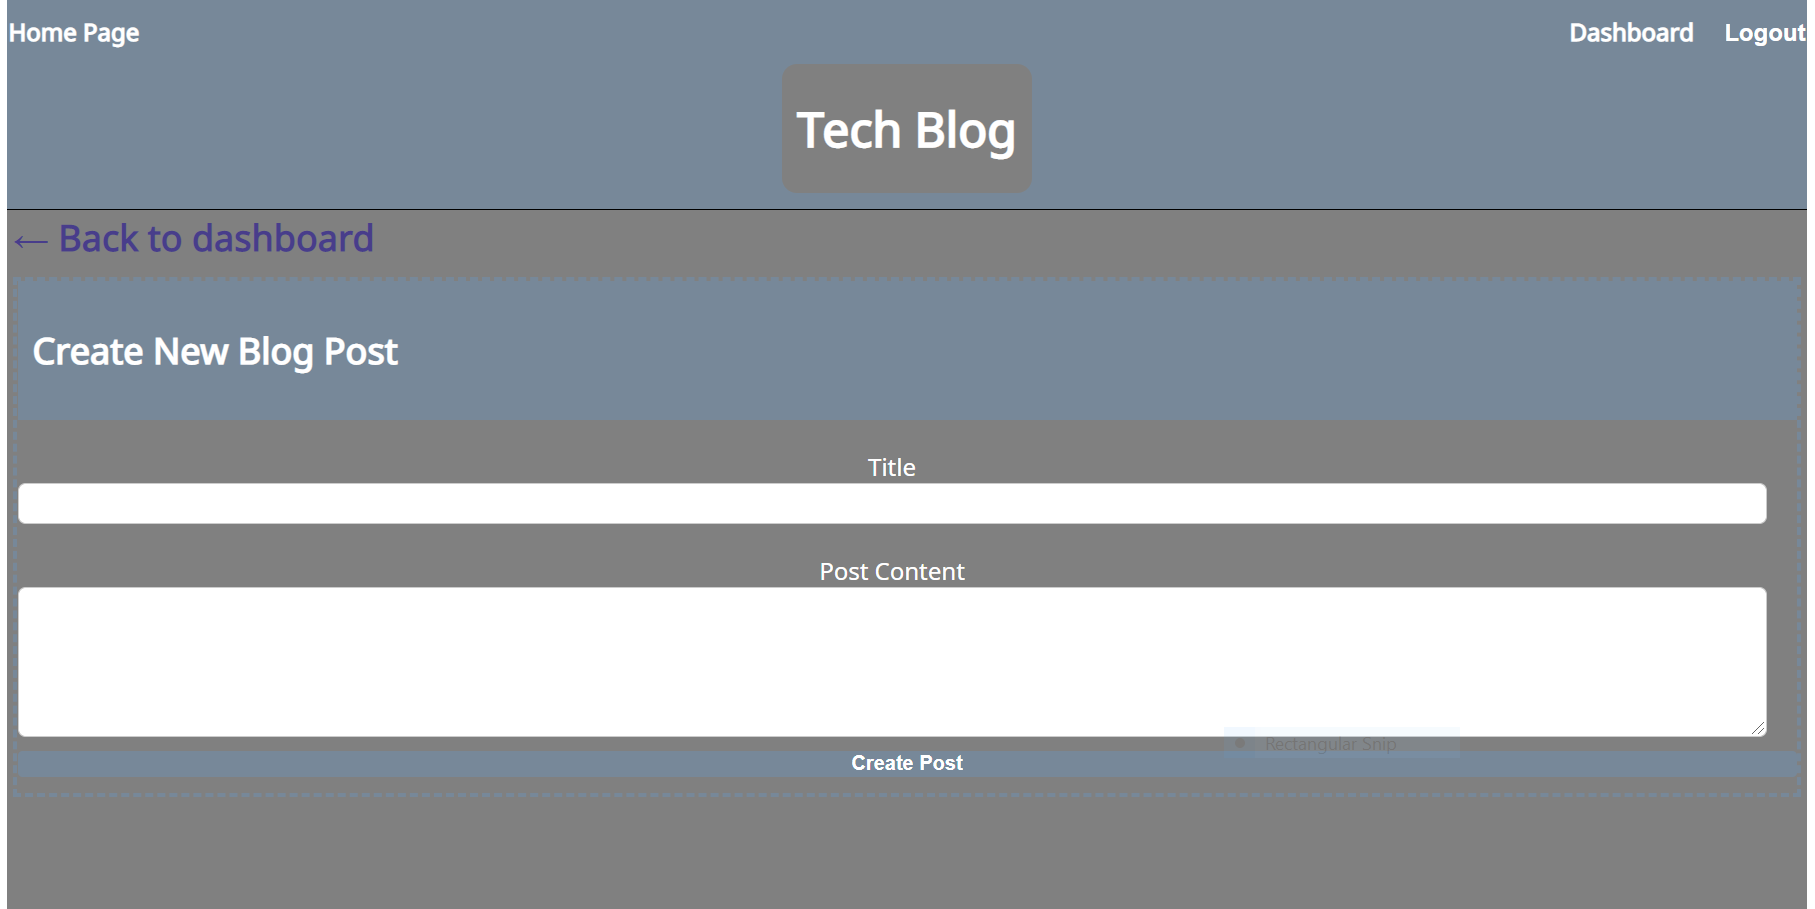 Home Page
Dashboard
Logout
Tech Blog
← Back to dashboard
Create New Blog Post
Title
Post Content
Rectangular Snip
Create Post